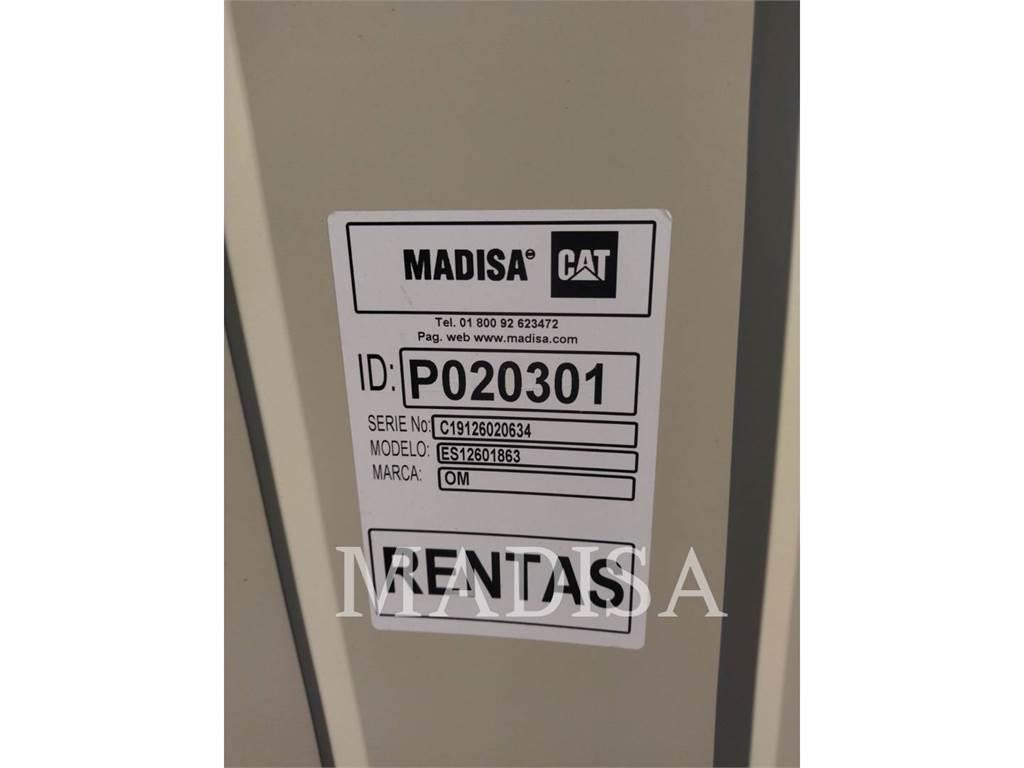 MADISA® CAT
Tel. 01 800 92 623472
Pag. web www.madisa.com
ID: P020301
SERIE No: C19126020634
MODELO: ES12601863
MARCA: OM
RENTAS
MADISA